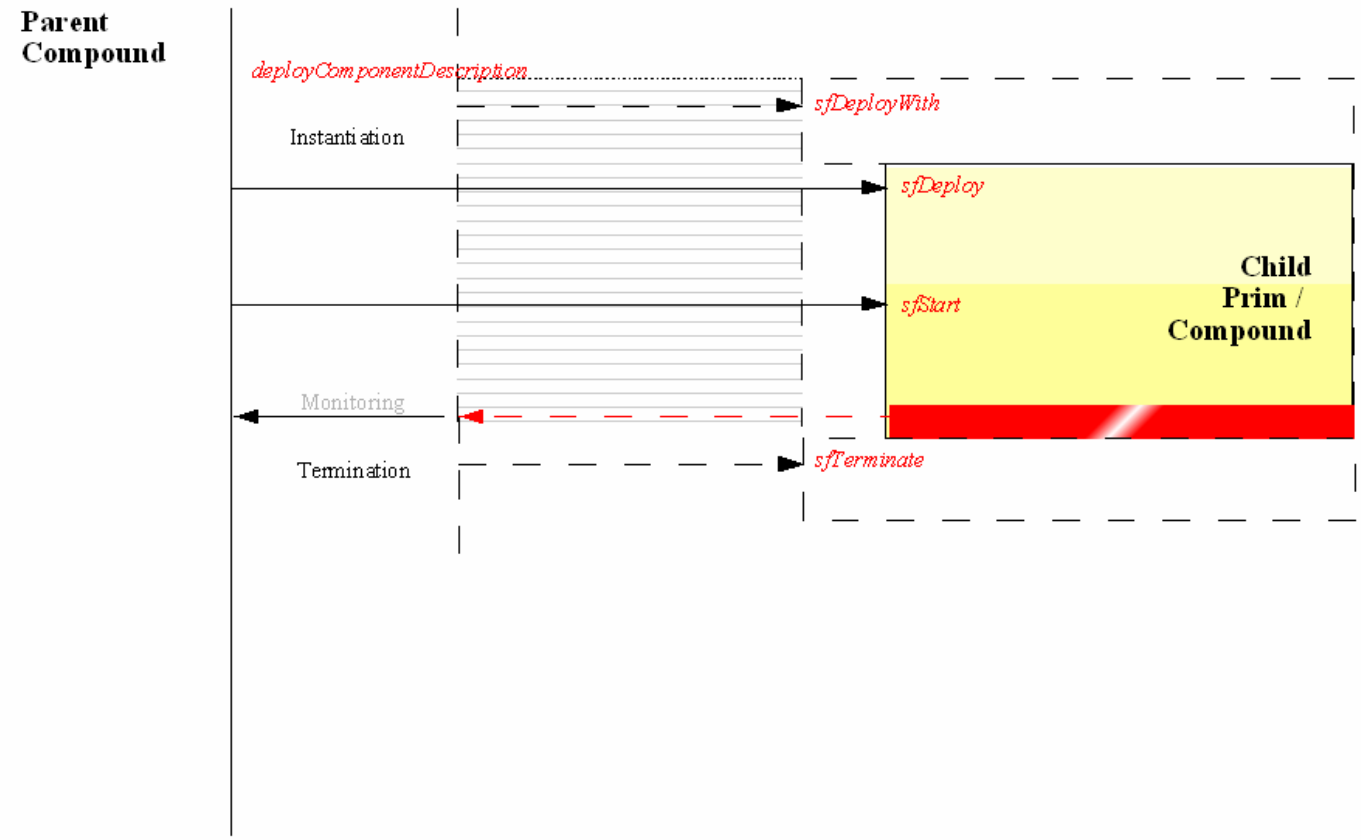 Parent
Compound
deployComponentDescription
sfDeployWith
Instantiation
sfDeploy
Child
Prim /
Compound
sfStart
Monitoring
sfTerminate
Termination